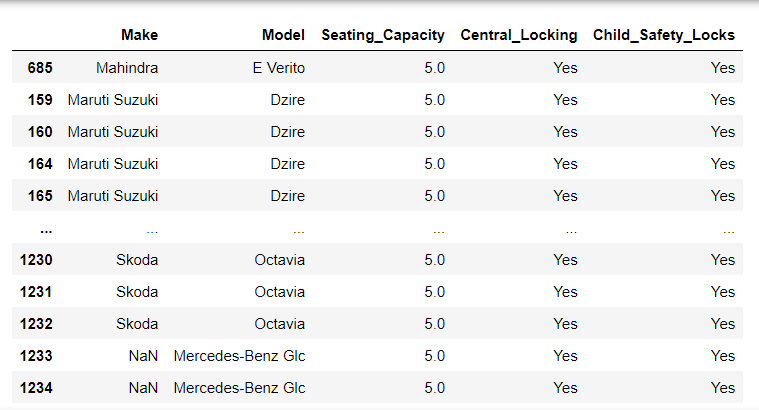 Make Model Seating_Capacity Central_Locking Child_Safety_Locks
685 Mahindra E Verito 5.0 Yes Yes
159 Maruti Suzuki Dzire 5.0 Yes Yes
160 Maruti Suzuki Dzire 5.0 Yes Yes
164 Maruti Suzuki Dzire 5.0 Yes Yes
165 Maruti Suzuki Dzire 5.0 Yes Yes
... ... ... ... ... ...
1230 Skoda Octavia 5.0 Yes Yes
1231 Skoda Octavia 5.0 Yes Yes
1232 Skoda Octavia 5.0 Yes Yes
1233 NaN Mercedes-Benz Glc 5.0 Yes Yes
1234 NaN Mercedes-Benz Glc 5.0 Yes Yes